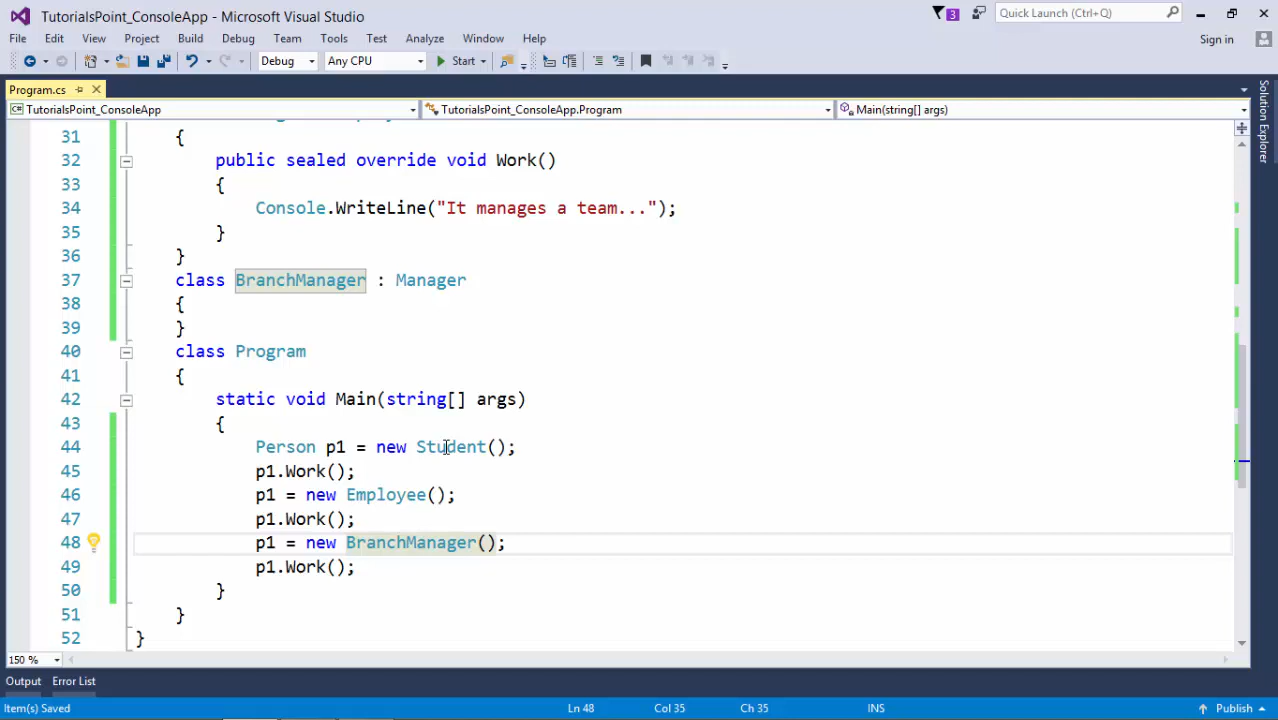 TutorialsPoint_ConsoleApp - Microsoft Visual Studio
3
Quick Launch (Ctrl+Q)
File Edit View Project Build Debug Team Tools Test Analyze Window Help
Sign in
Debug Any CPU Start
Program.cs
TutorialsPoint_ConsoleApp TutorialsPoint_ConsoleApp.Program Main(string[] args)
Solution Explorer
31 {
32 public sealed override void Work()
33 {
34 Console.WriteLine("It manages a team...");
35 }
36 }
37 class BranchManager : Manager
38 {
39 }
40 class Program
41 {
42 static void Main(string[] args)
43 {
44 Person p1 = new Student();
45 p1.Work();
46 p1 = new Employee();
47 p1.Work();
48 p1 = new BranchManager();
49 p1.Work();
50 }
51 }
52 }
150 %
Output Error List
Item(s) Saved Ln 48 Col 35 Ch 35 INS Publish